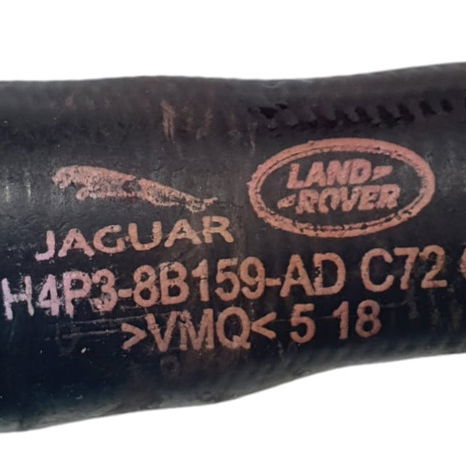 LAND-
-ROVER
JAGUAR
H4P3-8B159-AD C72
>VMQ< 5 18